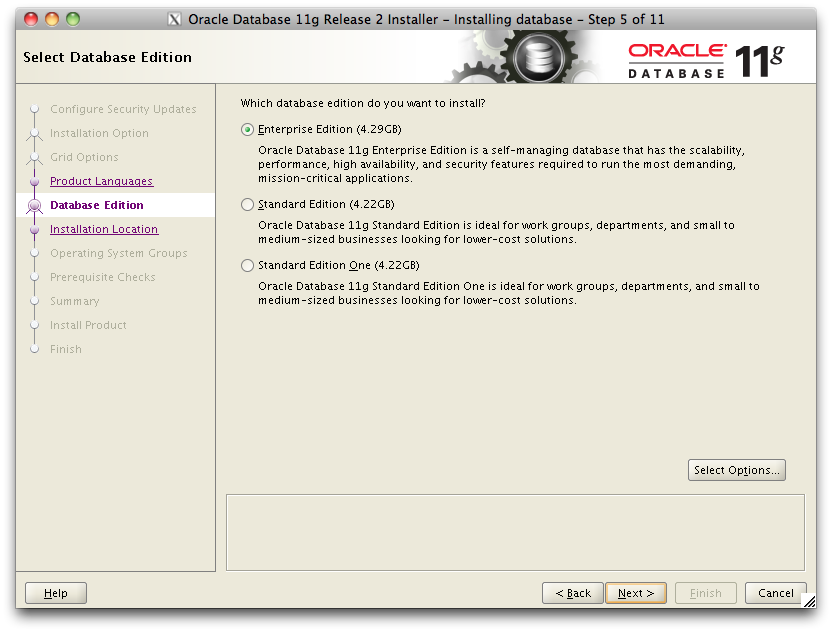 Oracle Database 11g Release 2 Installer - Installing database - Step 5 of 11
Select Database Edition
ORACLE
DATABASE 11g
Configure Security Updates
Installation Option
Grid Options
Product Languages
Database Edition
Installation Location
Operating System Groups
Prerequisite Checks
Summary
Install Product
Finish
Which database edition do you want to install?
Enterprise Edition (4.29GB)
Oracle Database 11g Enterprise Edition is a self-managing database that has the scalability,
performance, high availability, and security features required to run the most demanding,
mission-critical applications.
Standard Edition (4.22GB)
Oracle Database 11g Standard Edition is ideal for work groups, departments, and small to
medium-sized businesses looking for lower-cost solutions.
Standard Edition One (4.22GB)
Oracle Database 11g Standard Edition One is ideal for work groups, departments, and small to
medium-sized businesses looking for lower-cost solutions.
Select Options...
Help
< Back
Next >
Finish
Cancel